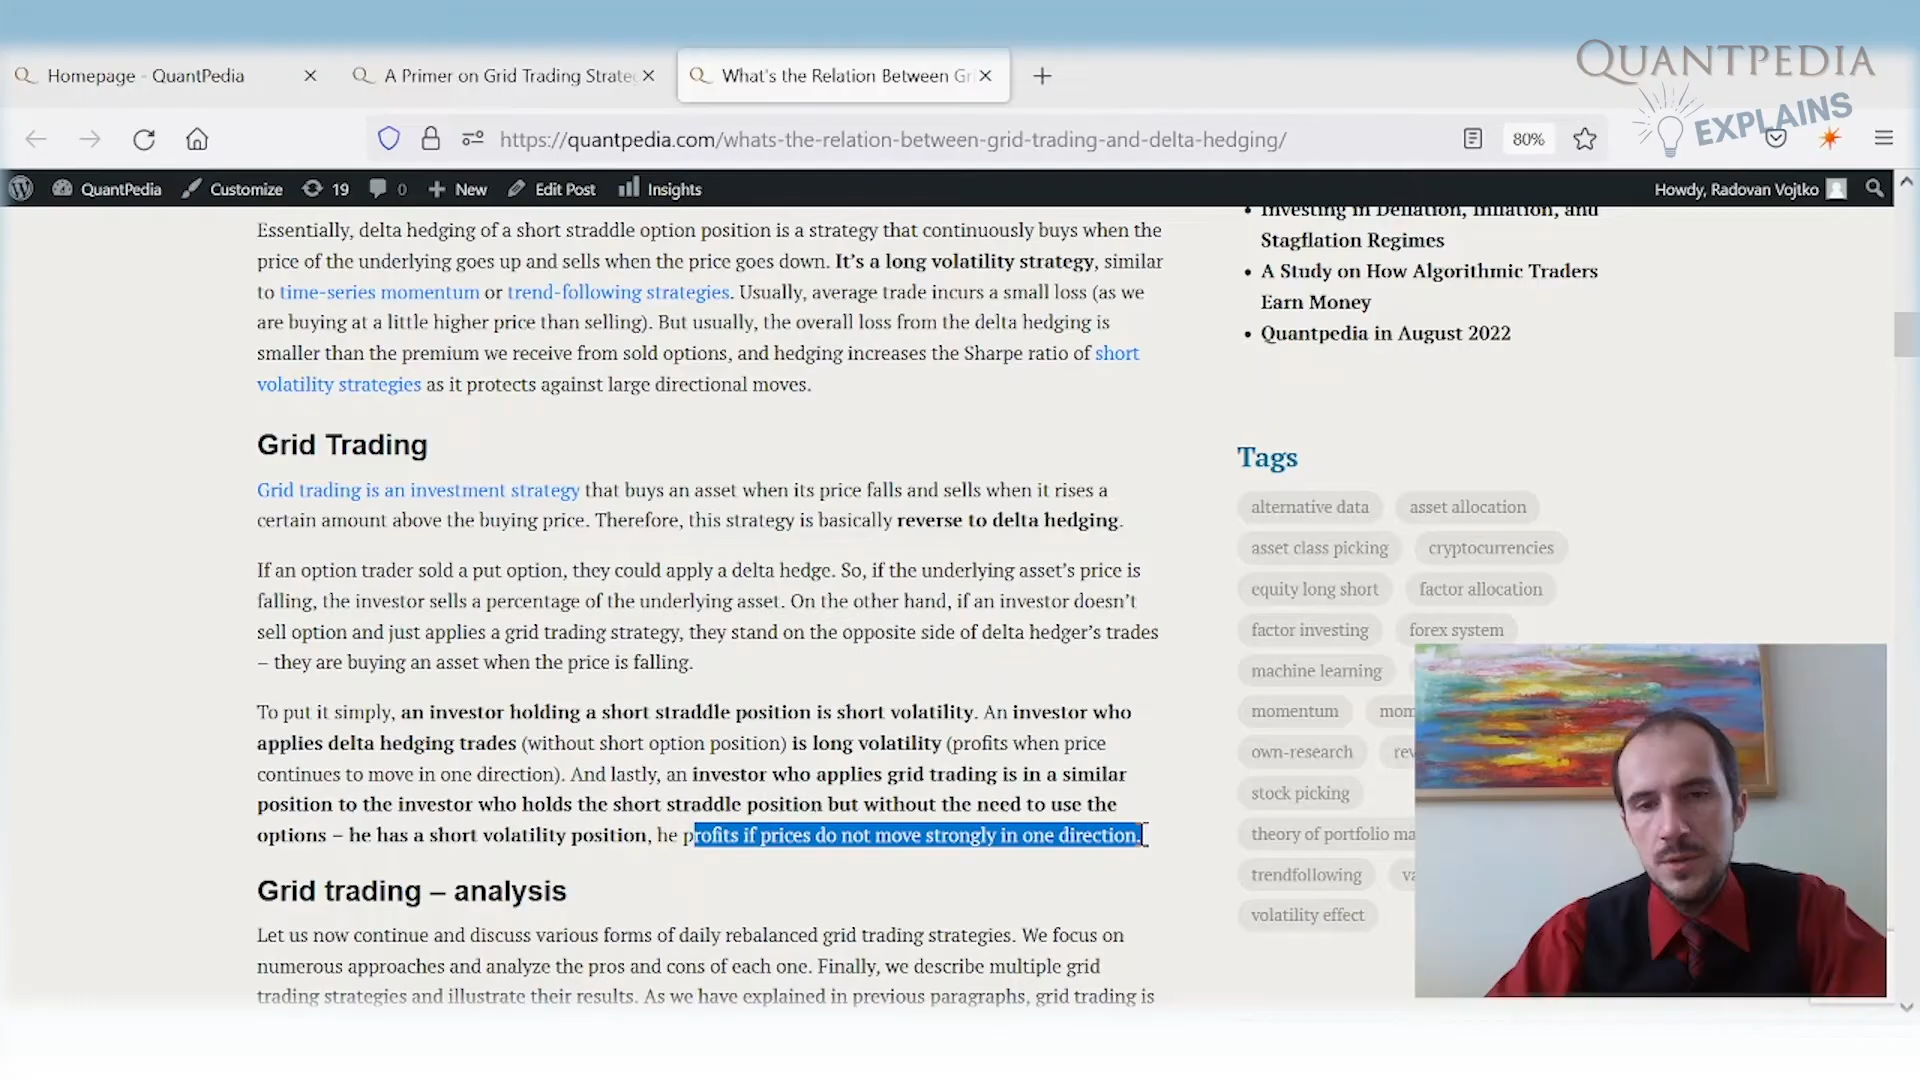 QUANTPEDIA
EXPLAINS
Homepage - QuantPedia
A Primer on Grid Trading Strate
What's the Relation Between Gr
https://quantpedia.com/whats-the-relation-between-grid-trading-and-delta-hedging/
80%
QuantPedia Customize 19 0 New Edit Post Insights Howdy, Radovan Vojtko
Essentially, delta hedging of a short straddle option position is a strategy that continuously buys when the
price of the underlying goes up and sells when the price goes down. It's a long volatility strategy, similar
to time-series momentum or trend-following strategies. Usually, average trade incurs a small loss (as we
are buying at a little higher price than selling). But usually, the overall loss from the delta hedging is
smaller than the premium we receive from sold options, and hedging increases the Sharpe ratio of short
volatility strategies as it protects against large directional moves.
Grid Trading
Grid trading is an investment strategy that buys an asset when its price falls and sells when it rises a
certain amount above the buying price. Therefore, this strategy is basically reverse to delta hedging.
If an option trader sold a put option, they could apply a delta hedge. So, if the underlying asset's price is
falling, the investor sells a percentage of the underlying asset. On the other hand, if an investor doesn't
sell option and just applies a grid trading strategy, they stand on the opposite side of delta hedger's trades
– they are buying an asset when the price is falling.
To put it simply, an investor holding a short straddle position is short volatility. An investor who
applies delta hedging trades (without short option position) is long volatility (profits when price
continues to move in one direction). And lastly, an investor who applies grid trading is in a similar
position to the investor who holds the short straddle position but without the need to use the
options – he has a short volatility position, he profits if prices do not move strongly in one direction.
Grid trading – analysis
Let us now continue and discuss various forms of daily rebalanced grid trading strategies. We focus on
numerous approaches and analyze the pros and cons of each one. Finally, we describe multiple grid
trading strategies and illustrate their results. As we have explained in previous paragraphs, grid trading is
Investing in Deflation, Inflation, and
Stagflation Regimes
A Study on How Algorithmic Traders
Earn Money
Quantpedia in August 2022
Tags
alternative data asset allocation
asset class picking cryptocurrencies
equity long short factor allocation
factor investing forex system
machine learning
momentum mom
own-research rev
stock picking
theory of portfolio ma
trendfollowing va
volatility effect